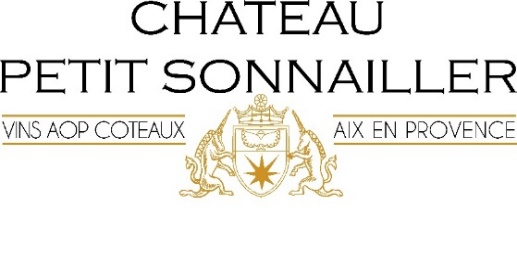 CHATEAU
PETIT SONNAILLER
VINS AOP COTEAUX AIX EN PROVENCE